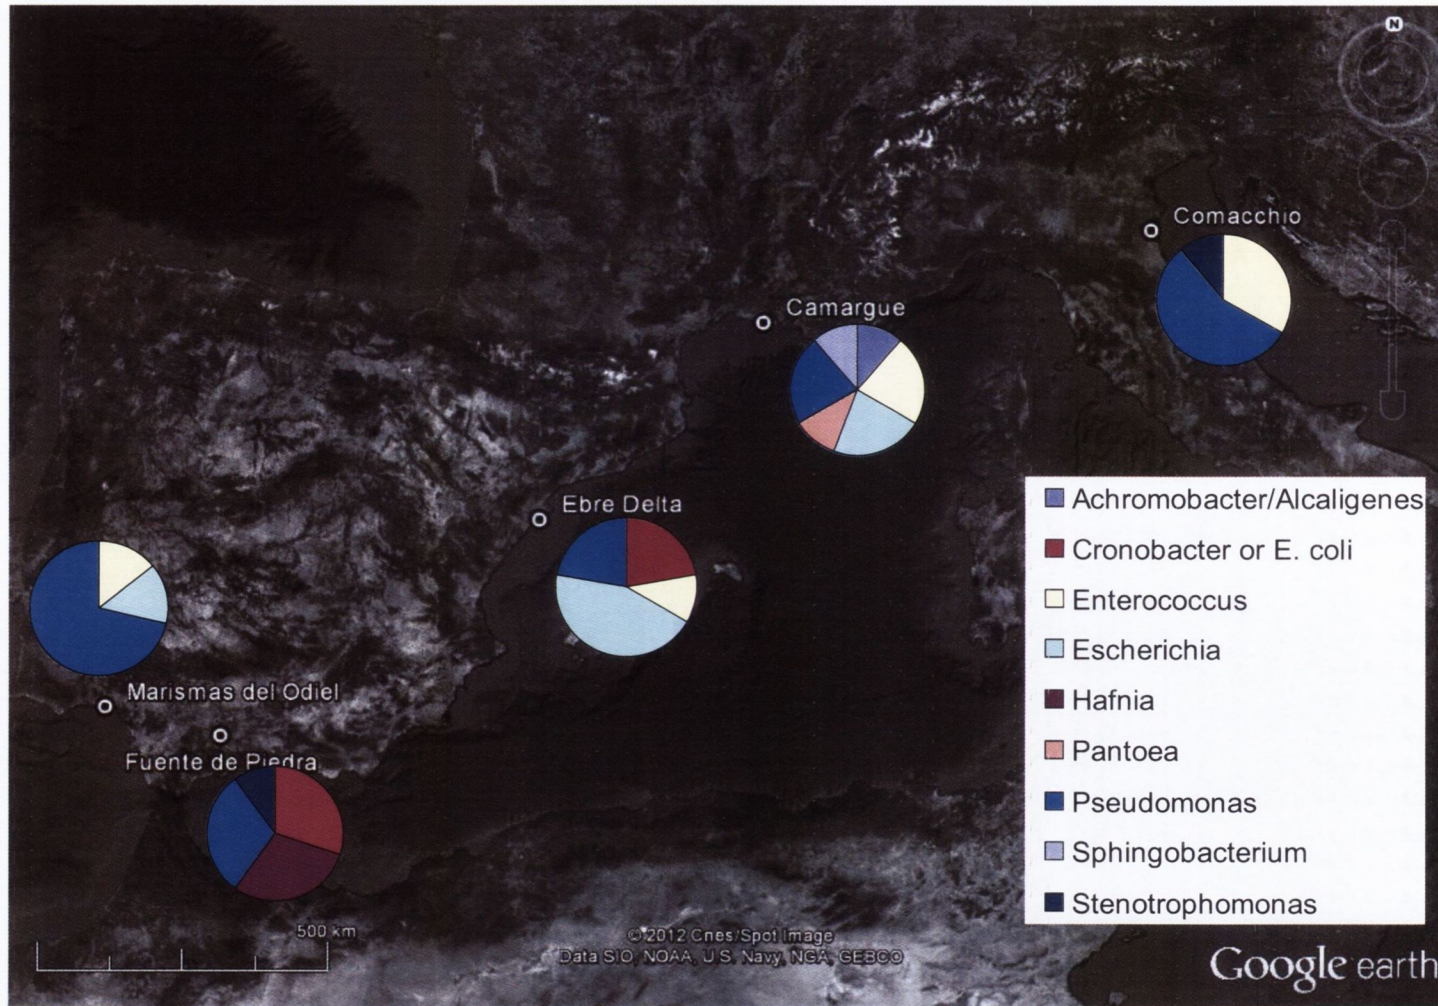 N
Comacchio
Camargue
Ebre Delta
Marismas del Odiel
Fuente de Piedra
Achromobacter/Alcaligenes
Cronobacter or E. coli
Enterococcus
Escherichia
Hafnia
Pantoea
Pseudomonas
Sphingobacterium
Stenotrophomonas
500 km
© 2012 Cnes/Spot Image
Data SIO, NOAA, U.S. Navy, NGA, GEBCO
Google earth